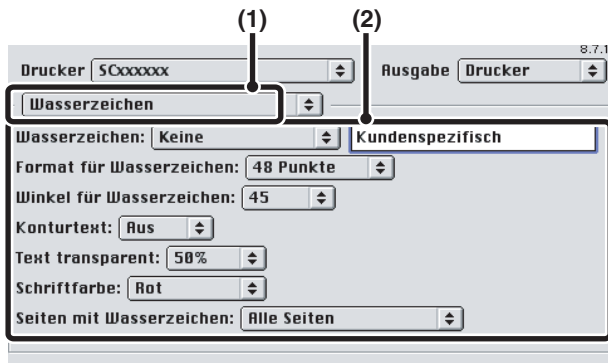 (1) (2)
8.7.1
Drucker SCxxxxxx Ausgabe Drucker
Wasserzeichen
Wasserzeichen: Keine Kundenspezifisch
Format für Wasserzeichen: 48 Punkte
Winkel für Wasserzeichen: 45
Konturtext: Aus
Text transparent: 50%
Schriftfarbe: Rot
Seiten mit Wasserzeichen: Alle Seiten